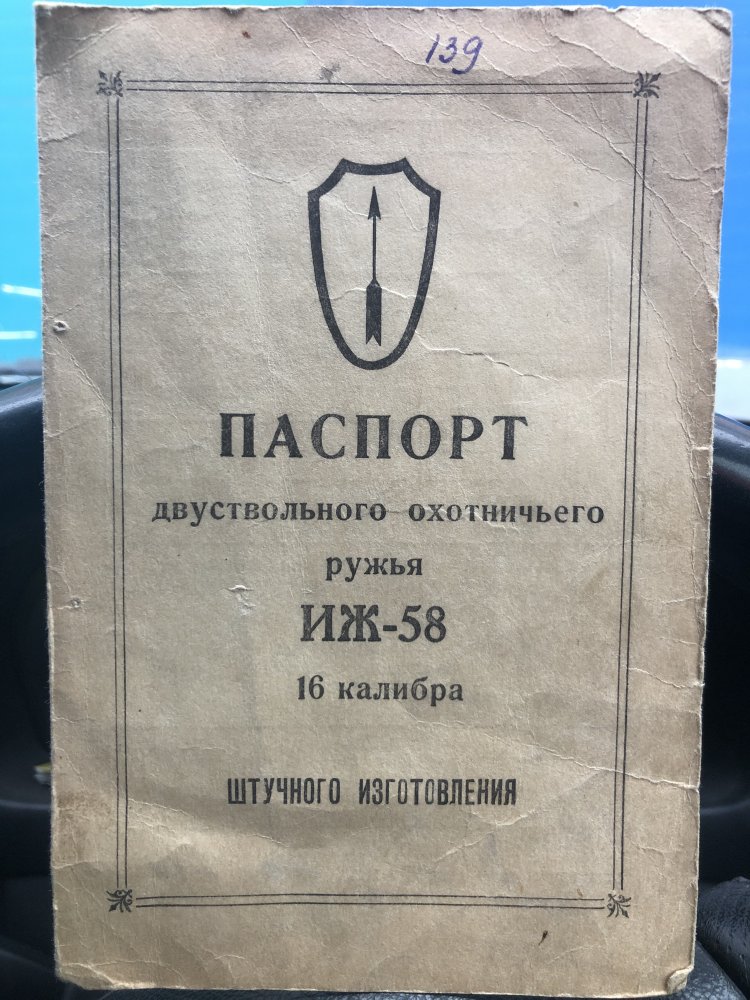 139
ПАСПОРТ
двуствольного охотничьего
ружья
ИЖ-58
16 калибра
ШТУЧНОГО ИЗГОТОВЛЕНИЯ